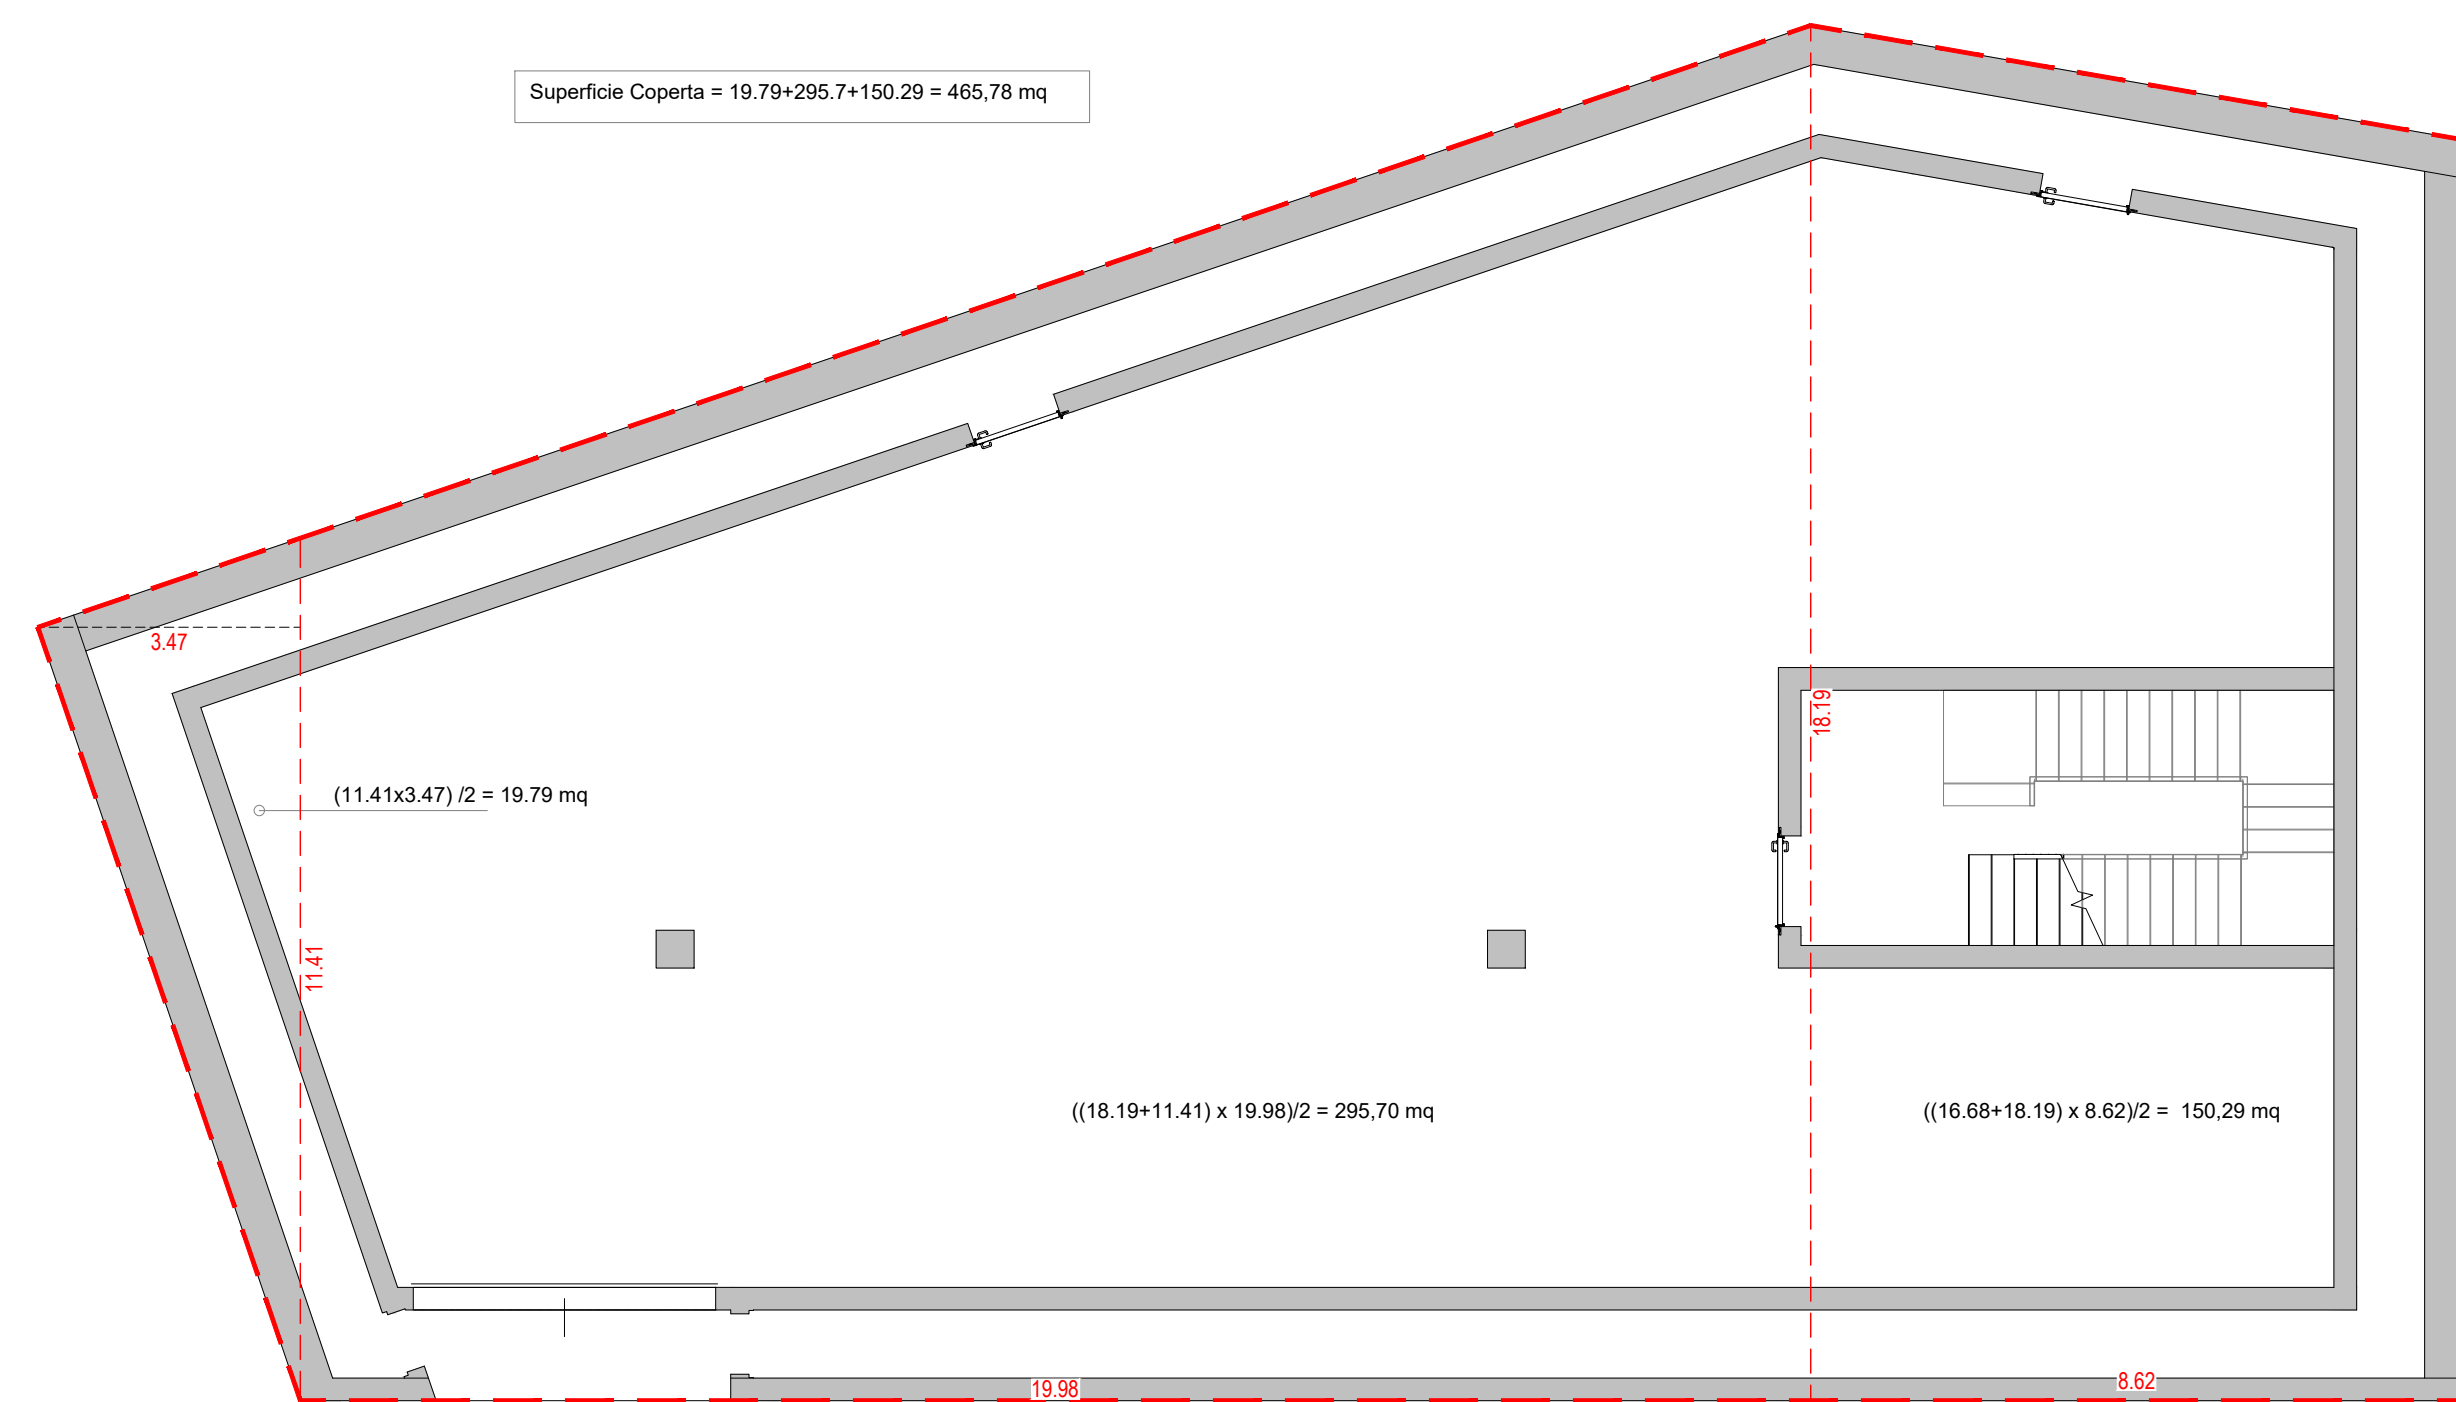 Superficie Coperta = 19.79+295.7+150.29 = 465,78 mq
3.47
18.19
(11.41x3.47) /2 = 19.79 mq
11.41
((18.19+11.41) x 19.98)/2 = 295,70 mq
((16.68+18.19) x 8.62)/2 =  150,29 mq
19.98
8.62